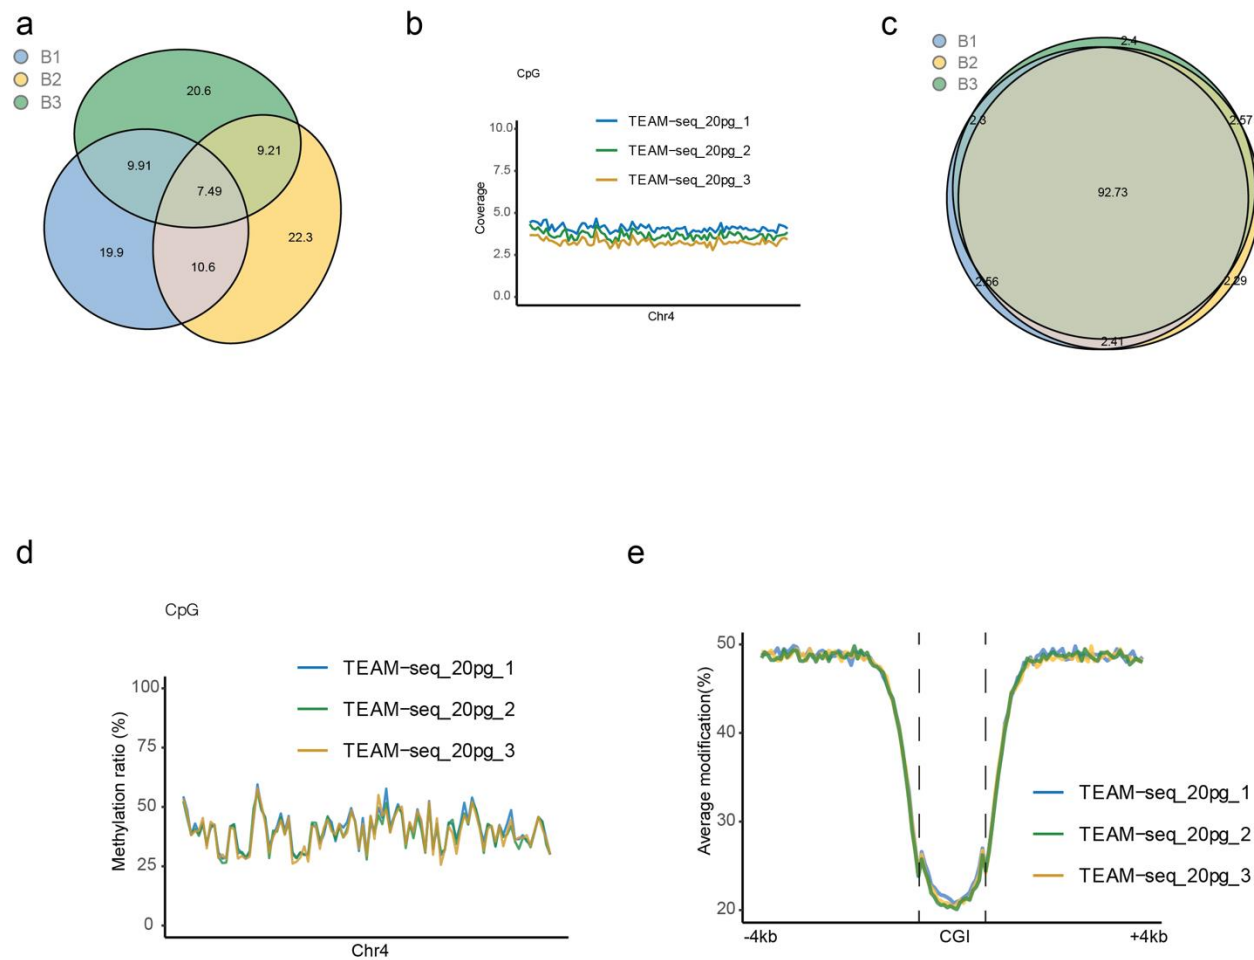 a
B1
B2
B3
20.6
9.91
9.21
7.49
19.9
10.6
22.3
b
CpG
TEAM-seq_20pg_1
TEAM-seq_20pg_2
TEAM-seq_20pg_3
10.0
7.5
5.0
2.5
0.0
Coverage
Chr4
c
B1
B2
B3
2.4
2.3
2.57
92.73
2.56
2.29
2.41
d
CpG
TEAM-seq_20pg_1
TEAM-seq_20pg_2
TEAM-seq_20pg_3
100
75
50
25
0
Methylation ratio (%)
Chr4
e
50
40
30
20
Average modification(%)
TEAM-seq_20pg_1
TEAM-seq_20pg_2
TEAM-seq_20pg_3
-4kb CGI +4kb